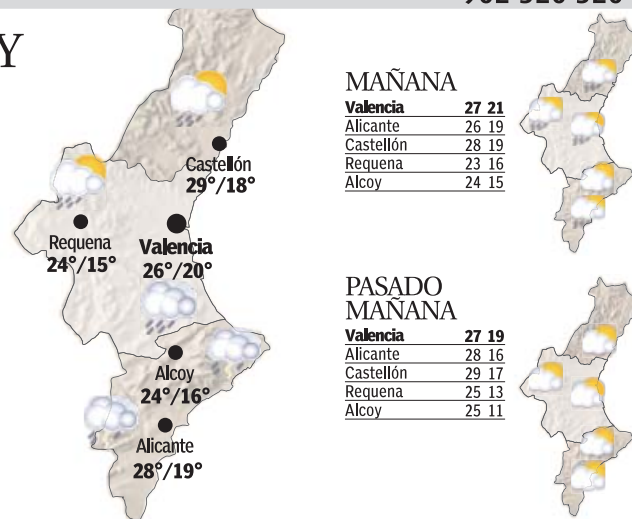 Y
Castellón
29°/18°
Requena
24°/15°
Valencia
26°/20°
Alcoy
24°/16°
Alicante
28°/19°
MAÑANA
Valencia 27 21
Alicante 26 19
Castellón 28 19
Requena 23 16
Alcoy 24 15
PASADO
MAÑANA
Valencia 27 19
Alicante 28 16
Castellón 29 17
Requena 25 13
Alcoy 25 11